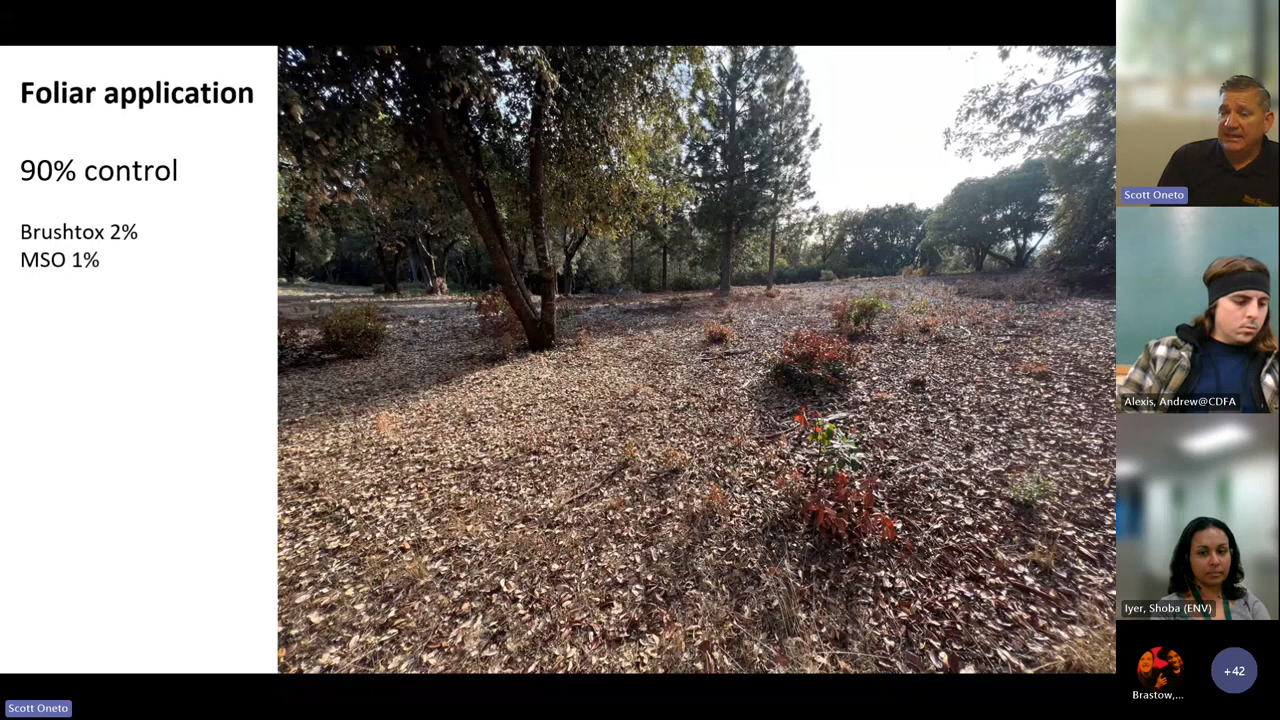 Foliar application
90% control
Brushtox 2%
MSO 1%
Scott Oneto
Alexis, Andrew@CDFA
Iyer, Shoba (ENV)
Brastow,...
+42
Scott Oneto